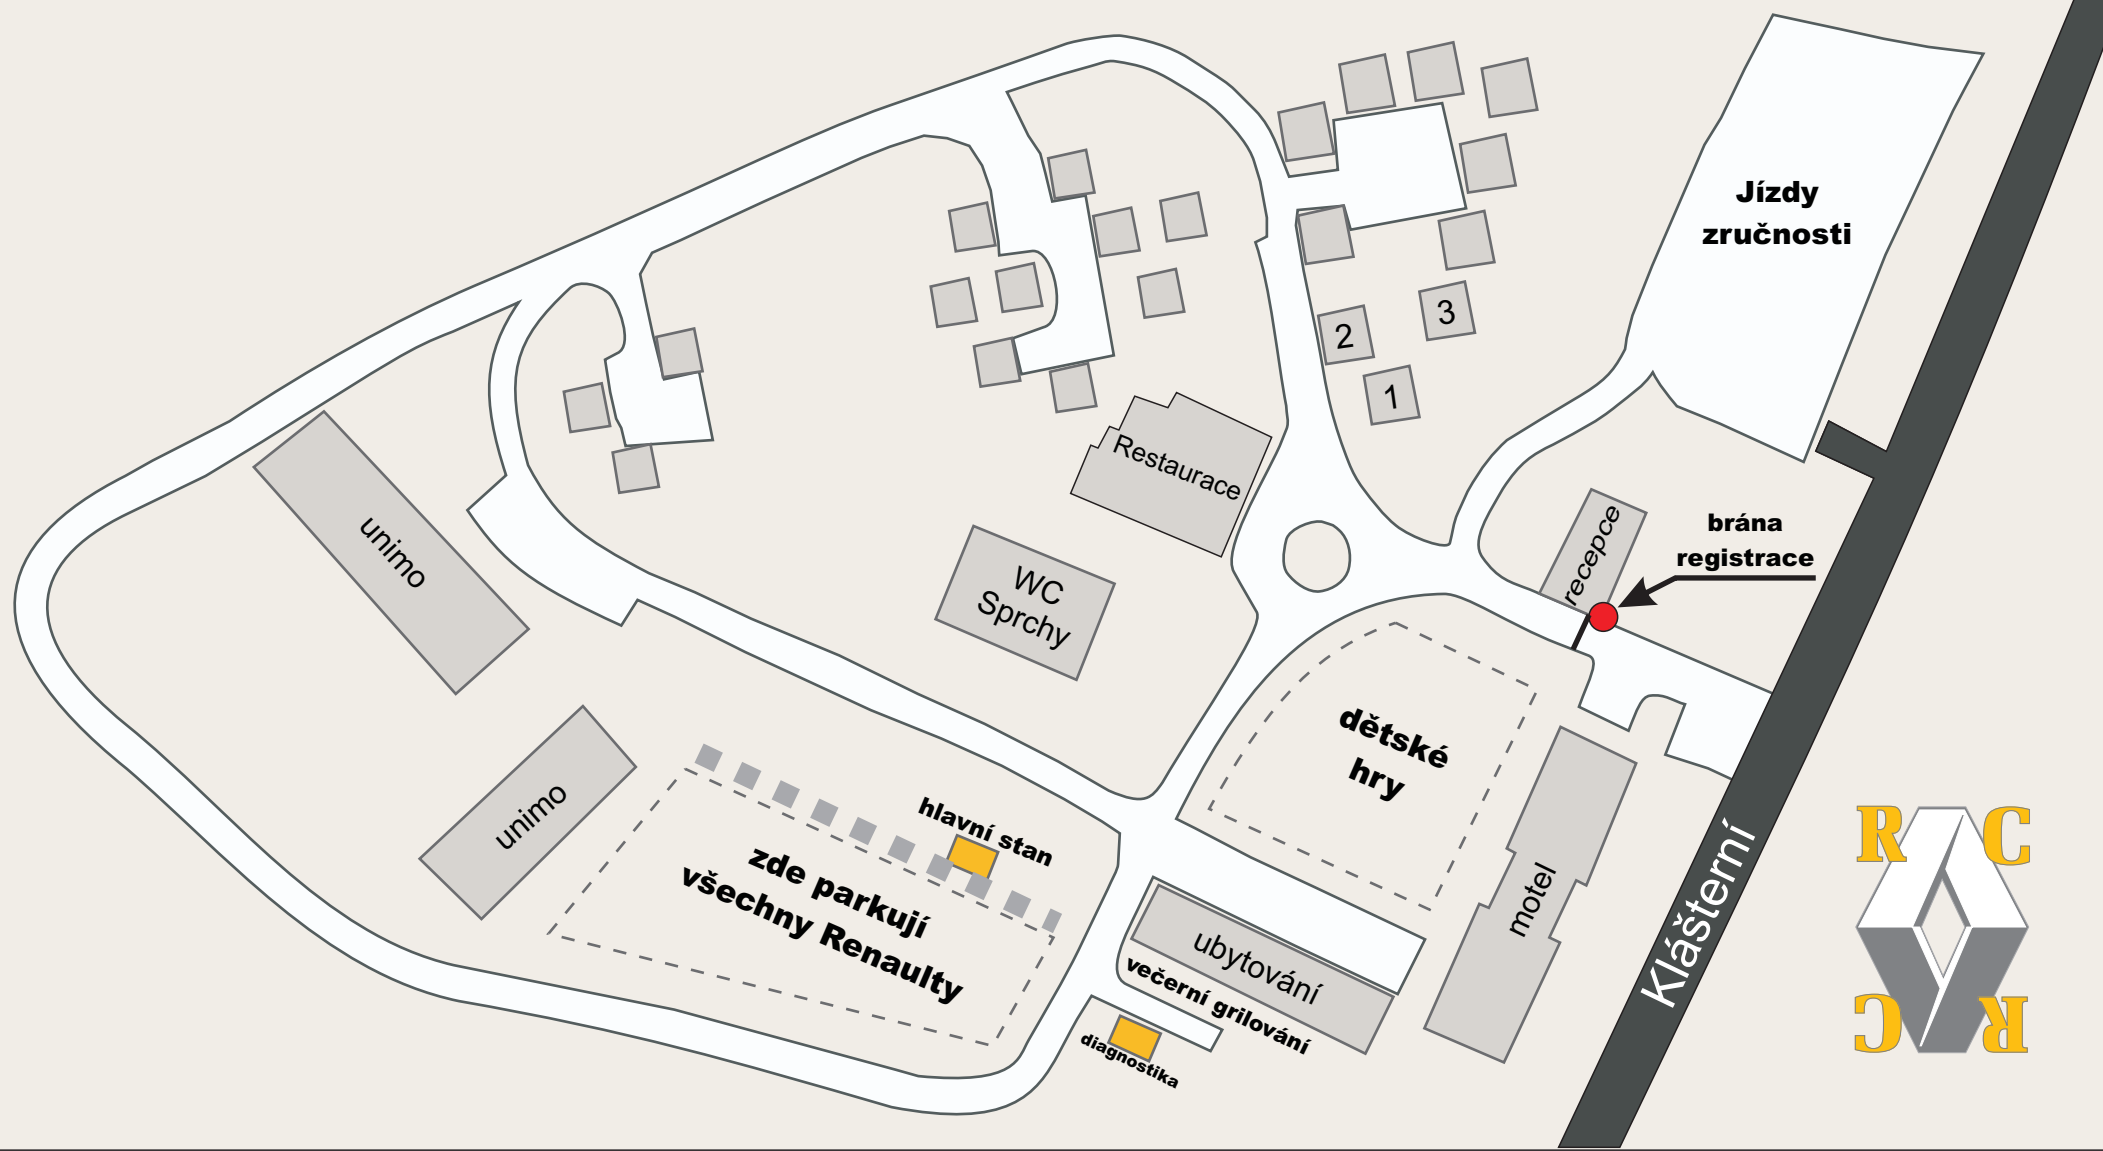 Jízdy
zručnosti
3
2
1
Restaurace
recepce
brána
registrace
unimo
WC
Sprchy
dětské
hry
unimo
hlavní stan
zde parkují
všechny Renaulty
motel
ubytování
večerní grilování
diagnostika
Klášterní
R C
C R